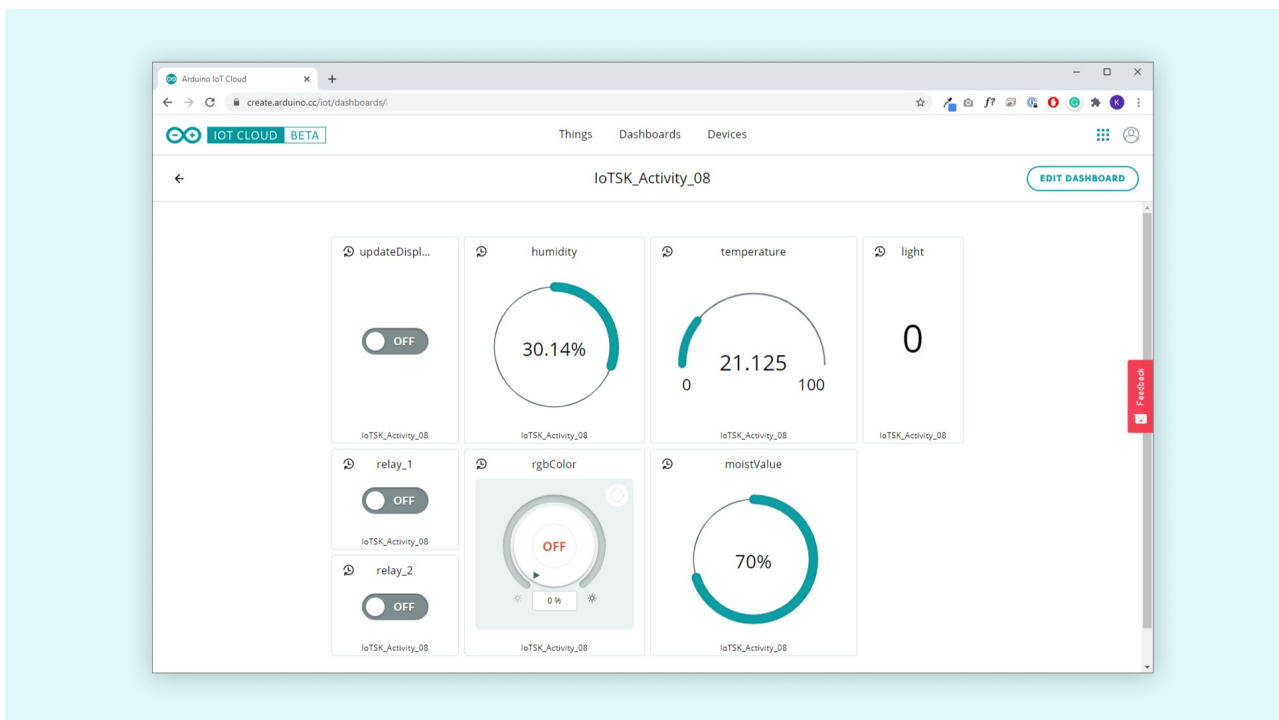 Arduino IoT Cloud
create.arduino.cc/iot/dashboards/
f?
K
IOT CLOUD BETA
Things Dashboards Devices
IoTSK_Activity_08
EDIT DASHBOARD
updateDispl...
OFF
IoTSK_Activity_08
humidity
30.14%
IoTSK_Activity_08
temperature
21.125
0 100
IoTSK_Activity_08
light
0
IoTSK_Activity_08
Feedback
relay_1
OFF
IoTSK_Activity_08
relay_2
OFF
IoTSK_Activity_08
rgbColor
OFF
0 %
IoTSK_Activity_08
moistValue
70%
IoTSK_Activity_08